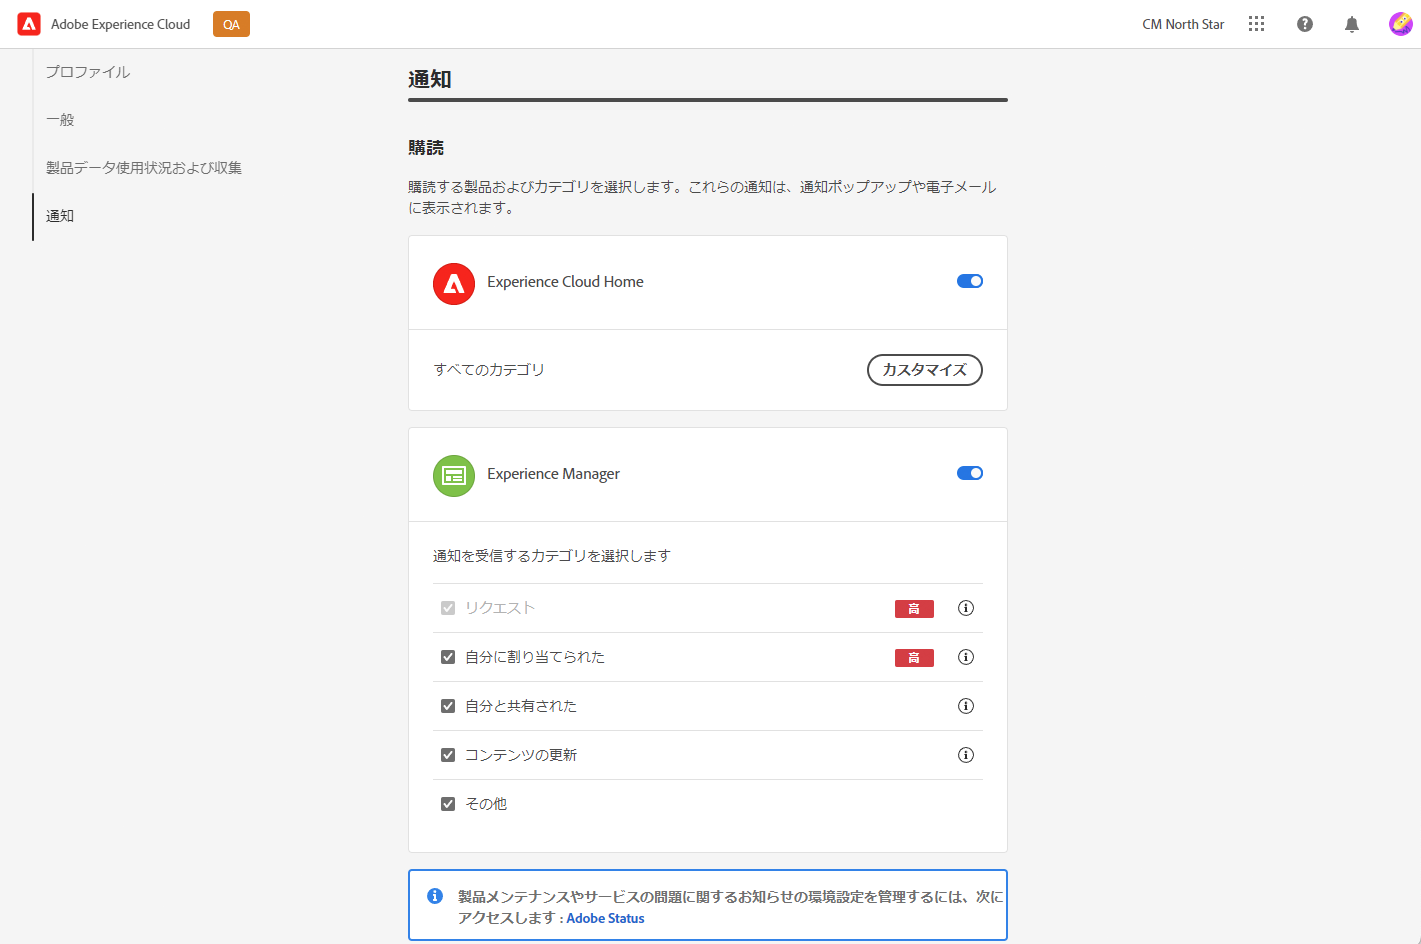 Adobe Experience Cloud
QA
CM North Star
プロファイル
一般
製品データ使用状況および収集
通知
通知
購読
購読する製品およびカテゴリを選択します。これらの通知は、通知ポップアップや電子メール
に表示されます。
Experience Cloud Home
すべてのカテゴリ
カスタマイズ
Experience Manager
通知を受信するカテゴリを選択します
リクエスト
高
自分に割り当てられた
高
自分と共有された
コンテンツの更新
その他
製品メンテナンスやサービスの問題に関するお知らせの環境設定を管理するには、次に
アクセスします : Adobe Status